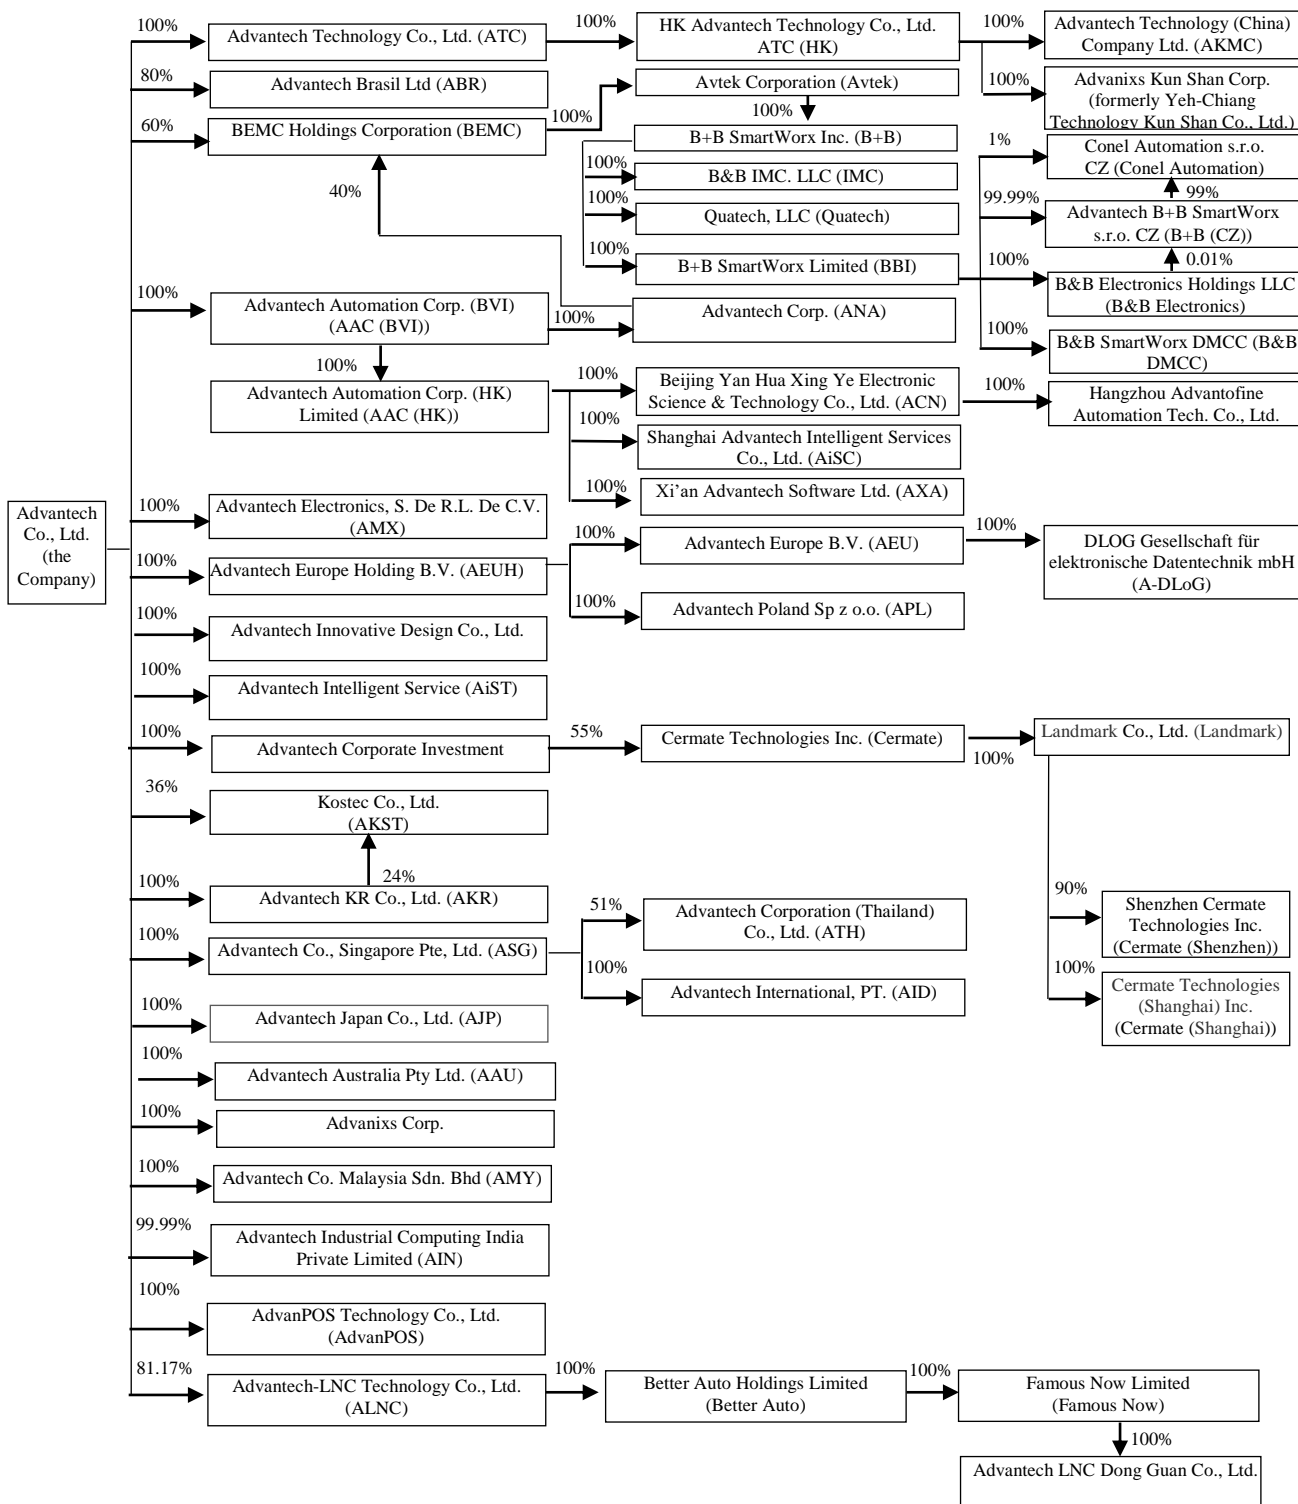 100%
Advantech Technology Co., Ltd. (ATC)
100%
HK Advantech Technology Co., Ltd.
ATC (HK)
100%
Advantech Technology (China)
Company Ltd. (AKMC)
100%
Advanixs Kun Shan Corp.
(formerly Yeh-Chiang
Technology Kun Shan Co., Ltd.)
80%
Advantech Brasil Ltd (ABR)
60%
BEMC Holdings Corporation (BEMC)
100%
Avtek Corporation (Avtek)
100%
B+B SmartWorx Inc. (B+B)
100%
B&B IMC. LLC (IMC)
100%
Quatech, LLC (Quatech)
100%
B+B SmartWorx Limited (BBI)
1%
Conel Automation s.r.o.
CZ (Conel Automation)
99%
99.99%
Advantech B+B SmartWorx
s.r.o. CZ (B+B (CZ))
0.01%
100%
B&B Electronics Holdings LLC
(B&B Electronics)
100%
B&B SmartWorx DMCC (B&B
DMCC)
40%
100%
Advantech Automation Corp. (BVI)
(AAC (BVI))
100%
Advantech Corp. (ANA)
100%
Advantech Automation Corp. (HK)
Limited (AAC (HK))
100%
Beijing Yan Hua Xing Ye Electronic
Science & Technology Co., Ltd. (ACN)
100%
Hangzhou Advantofine
Automation Tech. Co., Ltd.
100%
Shanghai Advantech Intelligent Services
Co., Ltd. (AiSC)
100%
Xi’an Advantech Software Ltd. (AXA)
Advantech
Co., Ltd.
(the
Company)
100%
Advantech Electronics, S. De R.L. De C.V.
(AMX)
100%
Advantech Europe Holding B.V. (AEUH)
100%
Advantech Europe B.V. (AEU)
100%
DLOG Gesellschaft für
elektronische Datentechnik mbH
(A-DLoG)
100%
Advantech Poland Sp z o.o. (APL)
100%
Advantech Innovative Design Co., Ltd.
100%
Advantech Intelligent Service (AiST)
100%
Advantech Corporate Investment
55%
Cermate Technologies Inc. (Cermate)
100%
Landmark Co., Ltd. (Landmark)
36%
Kostec Co., Ltd.
(AKST)
24%
100%
Advantech KR Co., Ltd. (AKR)
90%
Shenzhen Cermate
Technologies Inc.
(Cermate (Shenzhen))
100%
Cermate Technologies
(Shanghai) Inc.
(Cermate (Shanghai))
100%
Advantech Co., Singapore Pte, Ltd. (ASG)
51%
Advantech Corporation (Thailand)
Co., Ltd. (ATH)
100%
Advantech International, PT. (AID)
100%
Advantech Japan Co., Ltd. (AJP)
100%
Advantech Australia Pty Ltd. (AAU)
100%
Advanixs Corp.
100%
Advantech Co. Malaysia Sdn. Bhd (AMY)
99.99%
Advantech Industrial Computing India
Private Limited (AIN)
100%
AdvanPOS Technology Co., Ltd.
(AdvanPOS)
81.17%
Advantech-LNC Technology Co., Ltd.
(ALNC)
100%
Better Auto Holdings Limited
(Better Auto)
100%
Famous Now Limited
(Famous Now)
100%
Advantech LNC Dong Guan Co., Ltd.